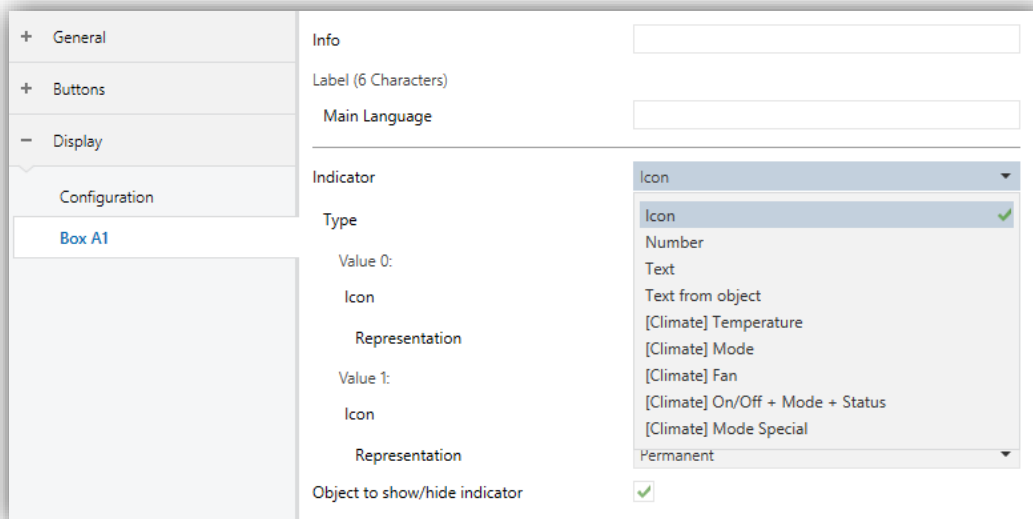 + General
+ Buttons
− Display
Configuration
Box A1
Info
Label (6 Characters)
Main Language
Indicator
Icon
Type
Value 0:
Icon
Representation
Value 1:
Icon
Representation
Object to show/hide indicator
Icon
Number
Text
Text from object
[Climate] Temperature
[Climate] Mode
[Climate] Fan
[Climate] On/Off + Mode + Status
[Climate] Mode Special
Permanent